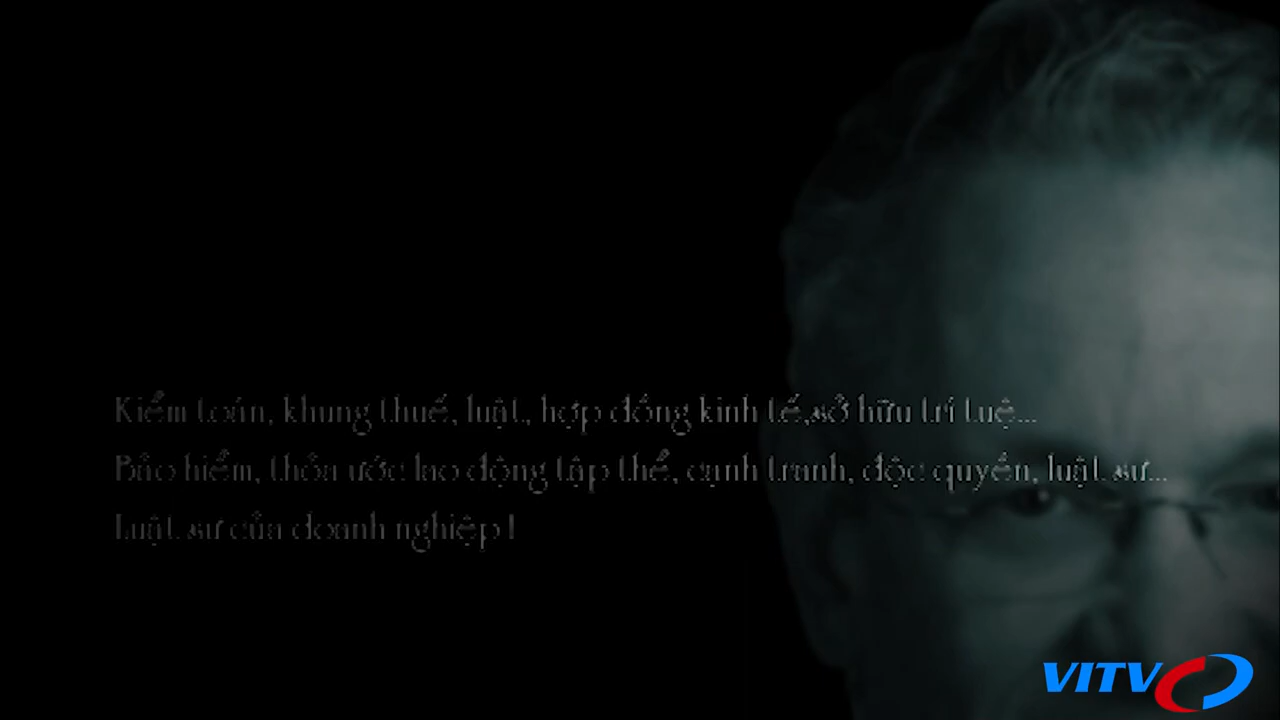 Kiểm toán, khung thuế, luật, hợp đồng kinh tế,sở hữu trí tuệ...
Bảo hiểm, thỏa ước lao động tập thể, cạnh tranh, độc quyền, luật sư...
Luật sư của doanh nghiệp !
VITV